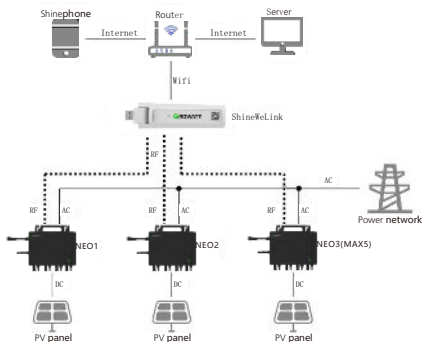 Shinephone
Router
Server
Internet
Internet
Wifi
GROWATT
ShineWeLink
RF
AC
RF
AC
RF
AC
RF
AC
Power network
NEO1
NEO2
NEO3(MAX5)
DC
DC
DC
PV panel
PV panel
PV panel